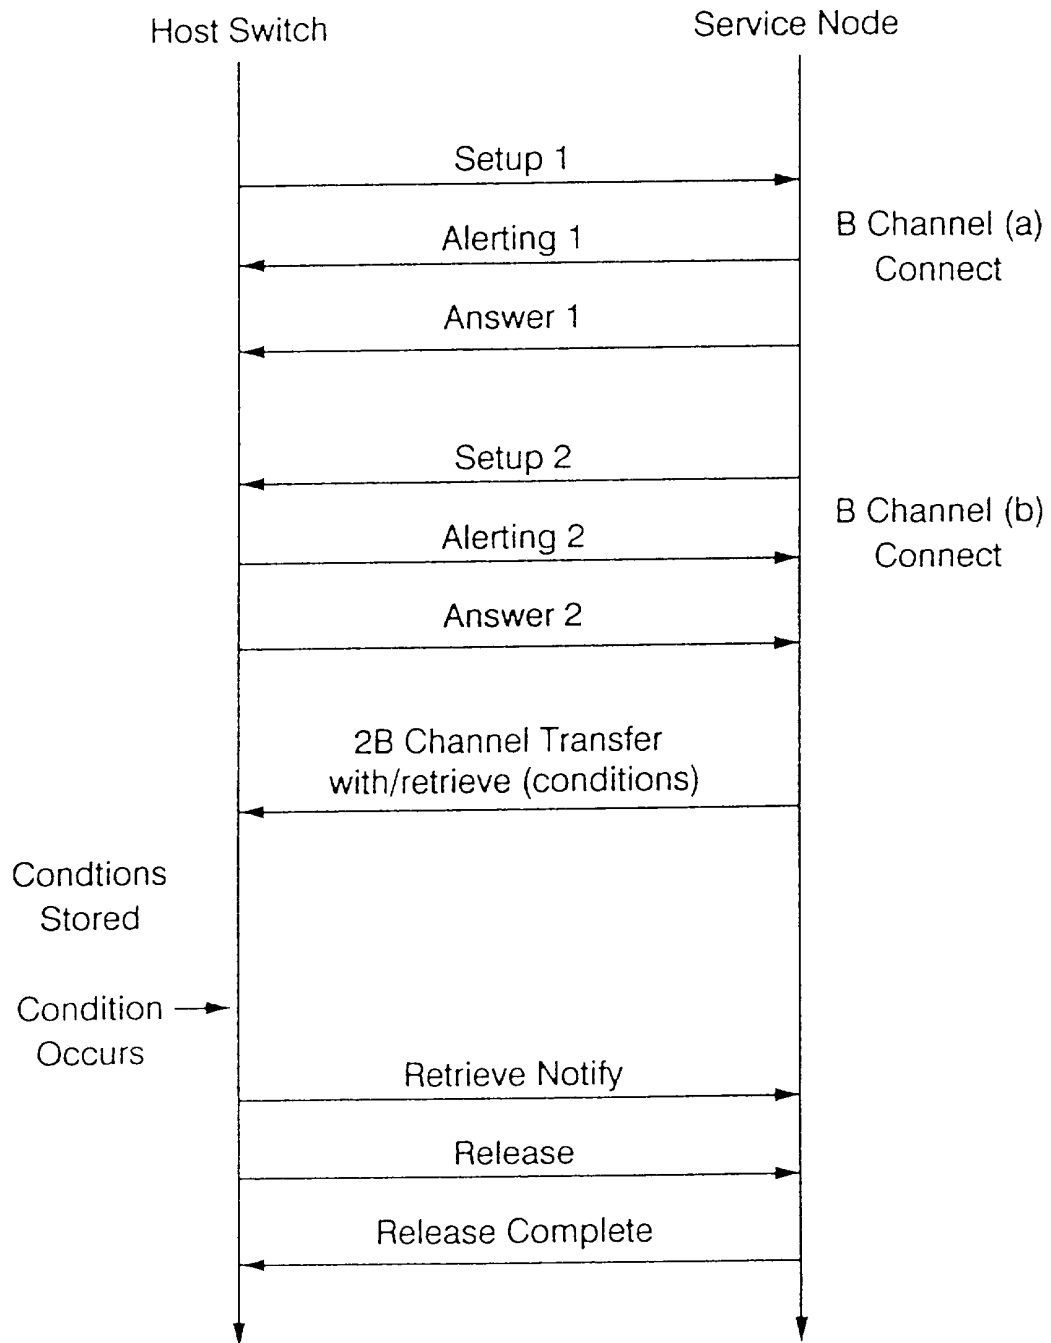 Host Switch
Service Node
Setup 1
Alerting 1
B Channel (a)
Connect
Answer 1
Setup 2
B Channel (b)
Connect
Alerting 2
Answer 2
2B Channel Transfer
with/retrieve (conditions)
Condtions
Stored
Condition
Occurs
Retrieve Notify
Release
Release Complete